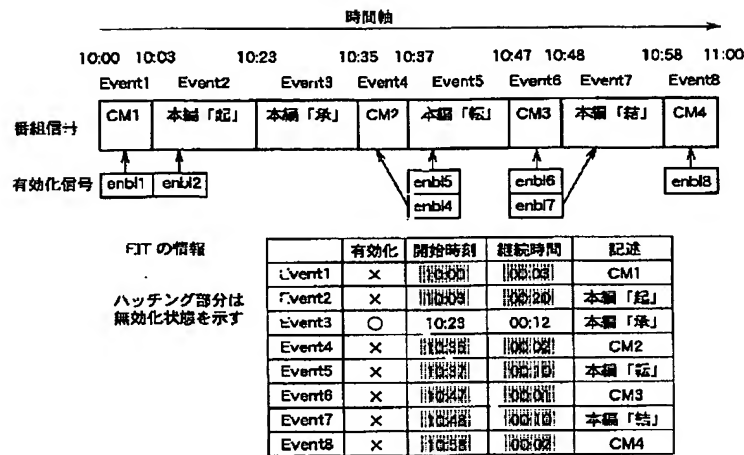 時間軸
10:00 10:03 10:23 10:35 10:37 10:47 10:48 10:58 11:00
Event1 Event2 Event3 Event4 Event5 Event6 Event7 Event8
番組信号 CM1 本編「起」 本編「承」 CM2 本編「転」 CM3 本編「結」 CM4
有効化信号 enbl1 enbl2 enbl5 enbl6 enbl8
enbl4 enbl7
EIT の情報
ハッチング部分は
無効化状態を示す
有効化 開始時刻 継続時間 記述
Event1 × 10:00 00:03 CM1
Event2 × 10:03 00:20 本編「起」
Event3 ○ 10:23 00:12 本編「承」
Event4 × 10:35 00:02 CM2
Event5 × 10:37 00:10 本編「転」
Event6 × 10:47 00:01 CM3
Event7 × 10:48 00:10 本編「結」
Event8 × 10:58 00:02 CM4